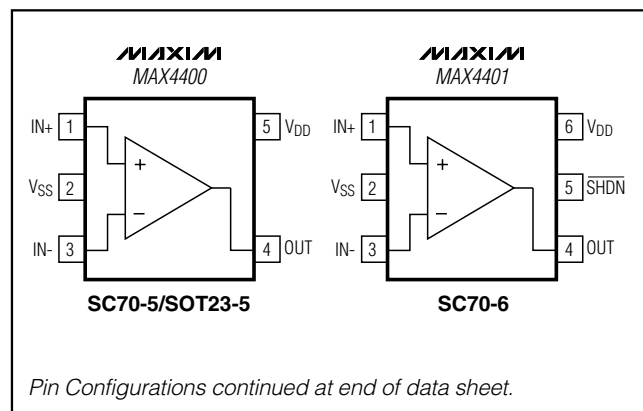 MAXIM
MAX4400
IN+ 1
5 VDD
VSS 2
IN- 3
4 OUT
+
−
SC70-5/SOT23-5
MAXIM
MAX4401
IN+ 1
6 VDD
VSS 2
5 SHDN
IN- 3
4 OUT
+
−
SC70-6
Pin Configurations continued at end of data sheet.